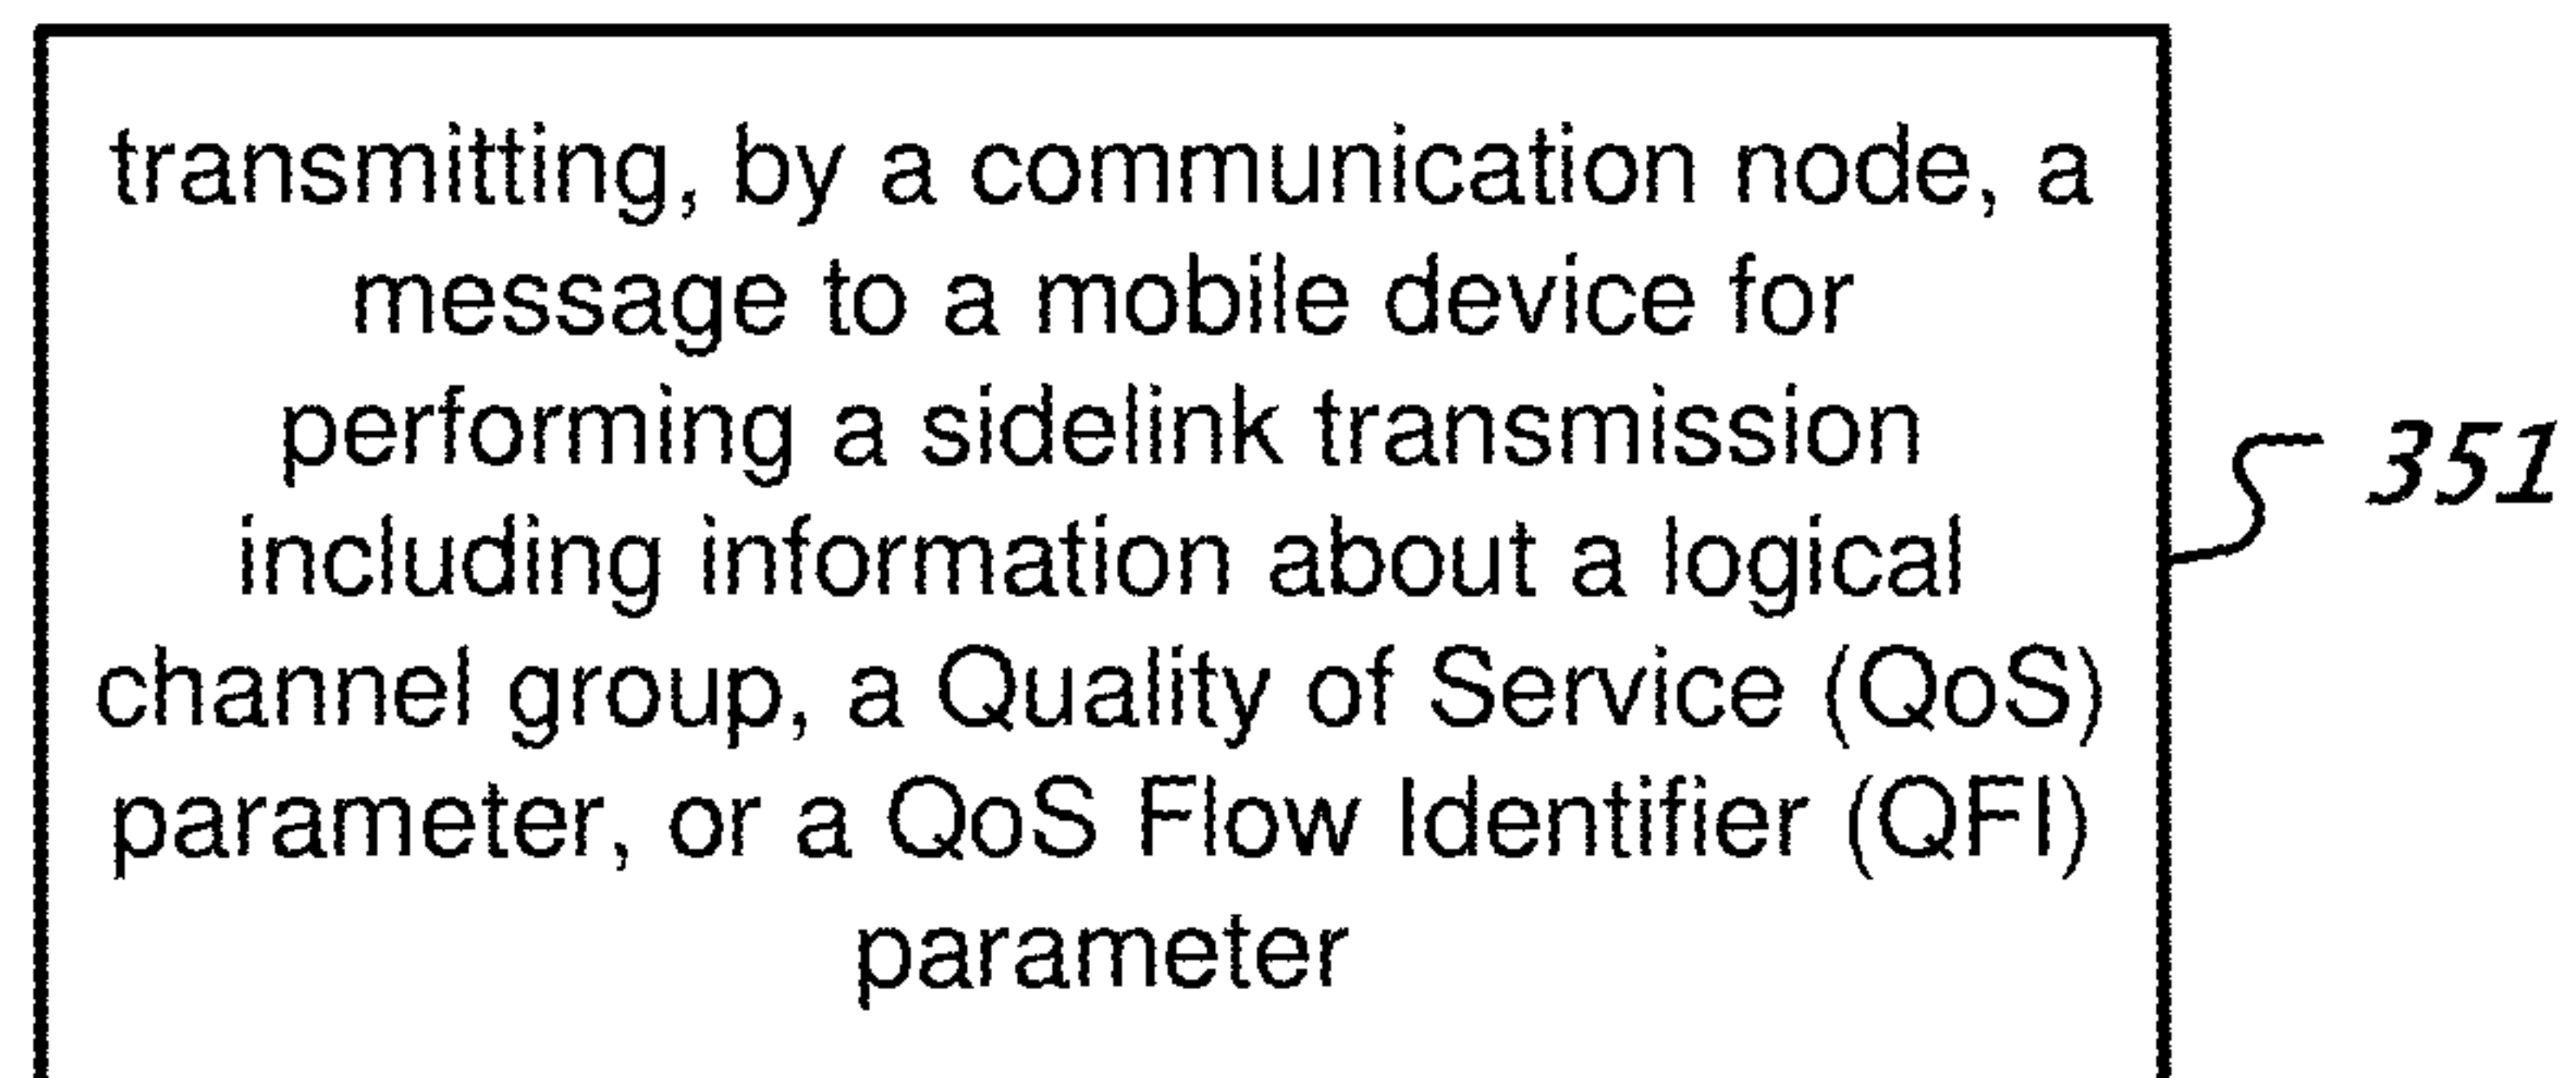 transmitting, by a communication node, a
message to a mobile device for
performing a sidelink transmission
including information about a logical
channel group, a Quality of Service (QoS)
parameter, or a QoS Flow Identifier (QFI)
parameter
351